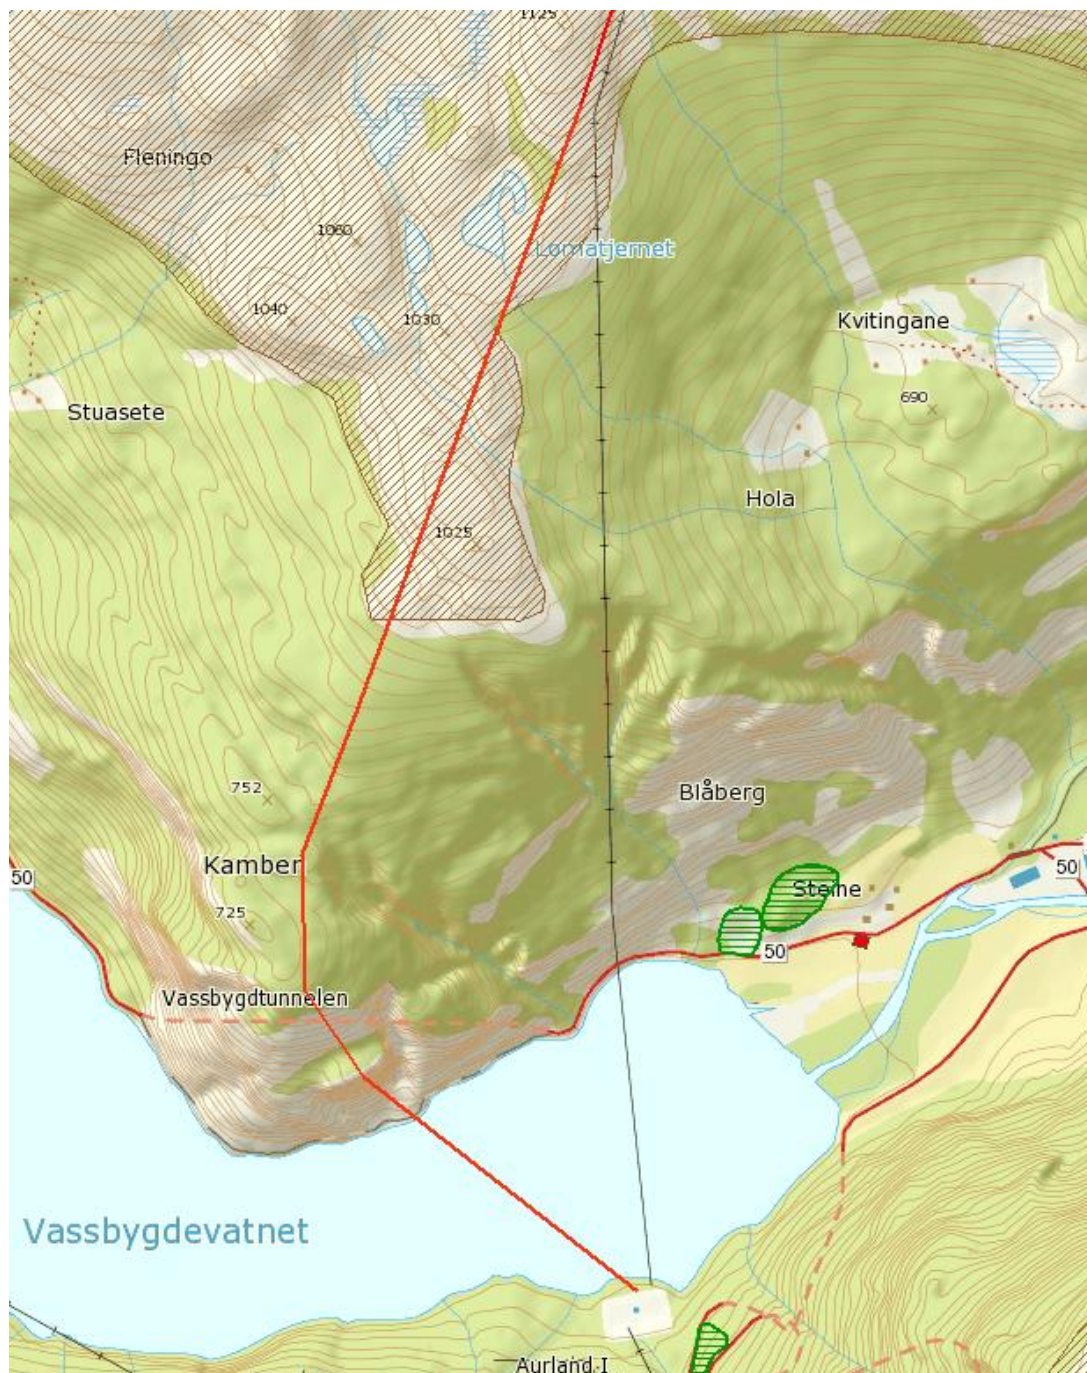 1125
Fleningo
1060
Lomatjernet
1040
1030
Kvitingane
690
Stuasete
Hola
1025
752
Blåberg
Kamber
50
50
Steine
725
50
Vassbygdtunnelen
Vassbygdevatnet
Aurland I